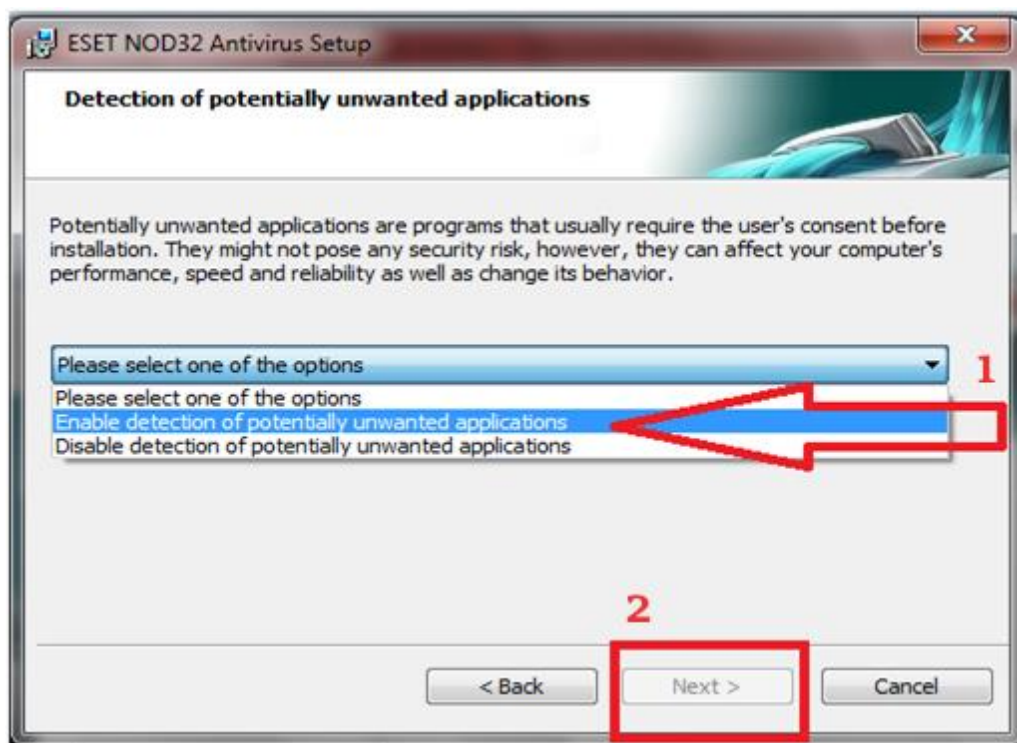 ESET NOD32 Antivirus Setup
Detection of potentially unwanted applications
Potentially unwanted applications are programs that usually require the user's consent before
installation. They might not pose any security risk, however, they can affect your computer's
performance, speed and reliability as well as change its behavior.
Please select one of the options
1
Please select one of the options
Enable detection of potentially unwanted applications
Disable detection of potentially unwanted applications
2
< Back Next > Cancel